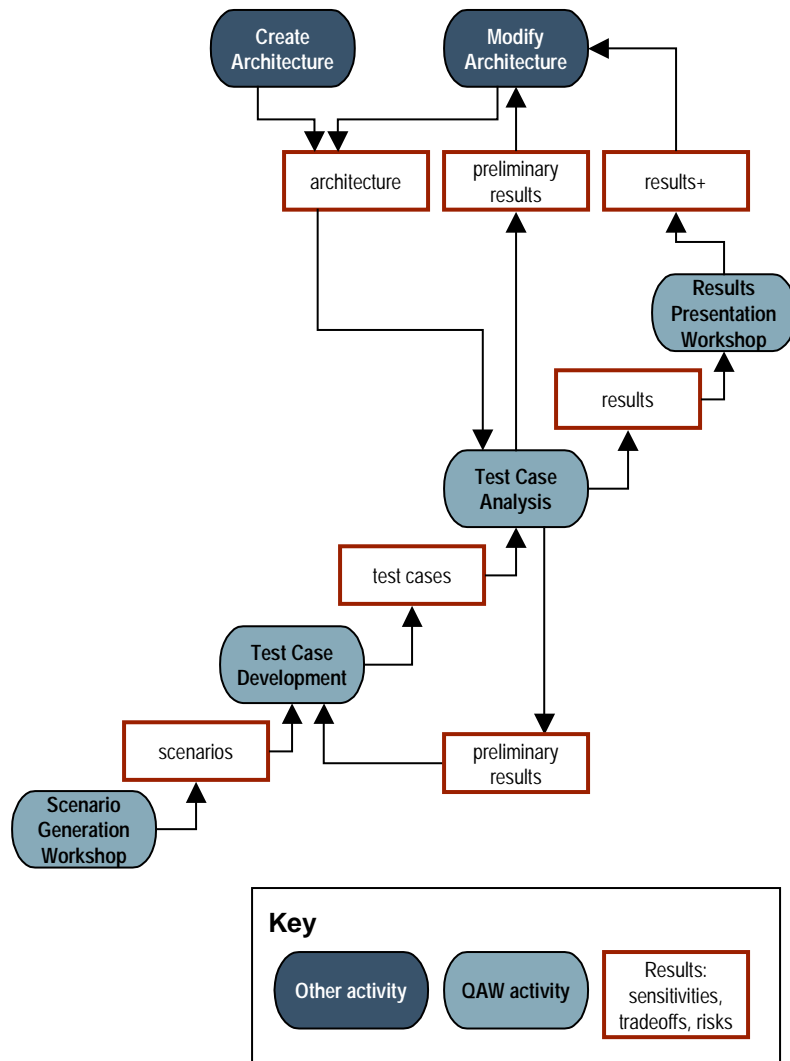 Create
Architecture
Modify
Architecture
architecture
preliminary
results
results+
Results
Presentation
Workshop
results
Test Case
Analysis
test cases
Test Case
Development
scenarios
preliminary
results
Scenario
Generation
Workshop
Key
Other activity
QAW activity
Results:
sensitivities,
tradeoffs, risks